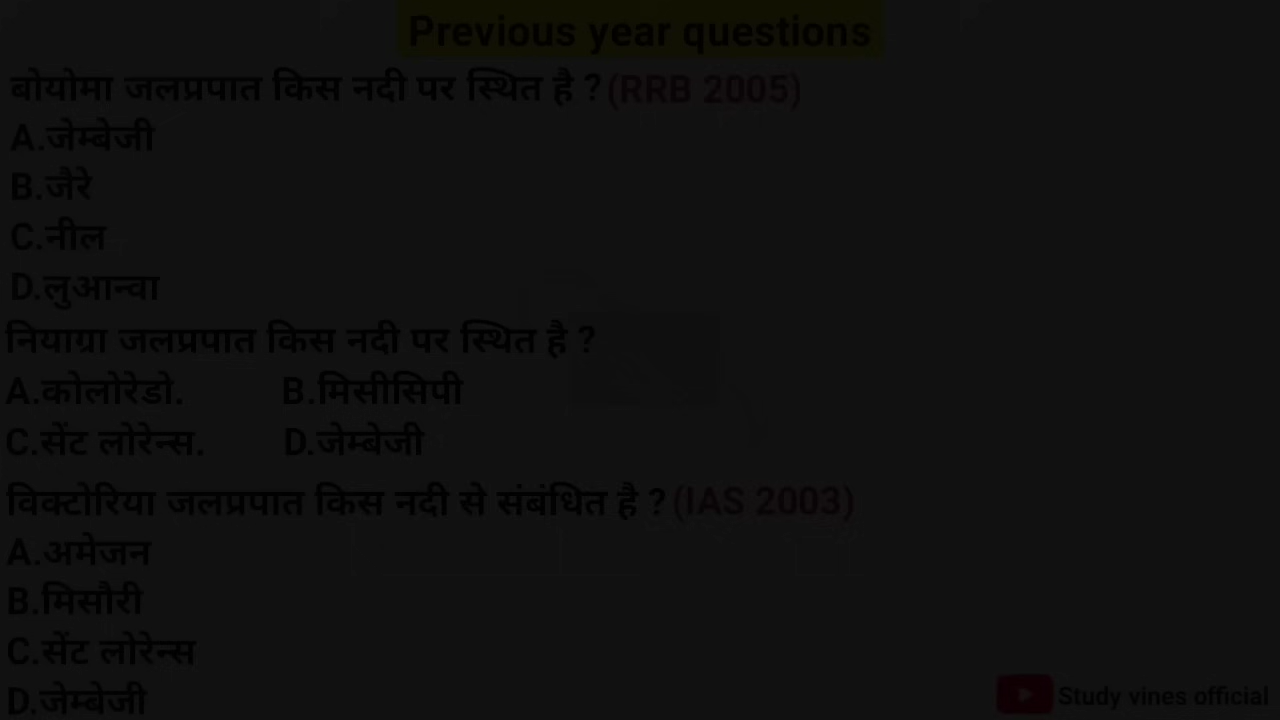 Previous year questions
बोयोमा जलप्रपात किस नदी पर स्थित है ? (RRB 2005)
A.जेम्बेजी
B.जैरे
C.नील
D.लुआन्वा
नियाग्रा जलप्रपात किस नदी पर स्थित है ?
A.कोलोरेडो. B.मिसीसिपी
C.सेंट लोरेन्स. D.जेम्बेजी
विक्टोरिया जलप्रपात किस नदी से संबंधित है ? (IAS 2003)
A.अमेजन
B.मिसौरी
C.सेंट लोरेन्स
D.जेम्बेजी
Study vines official